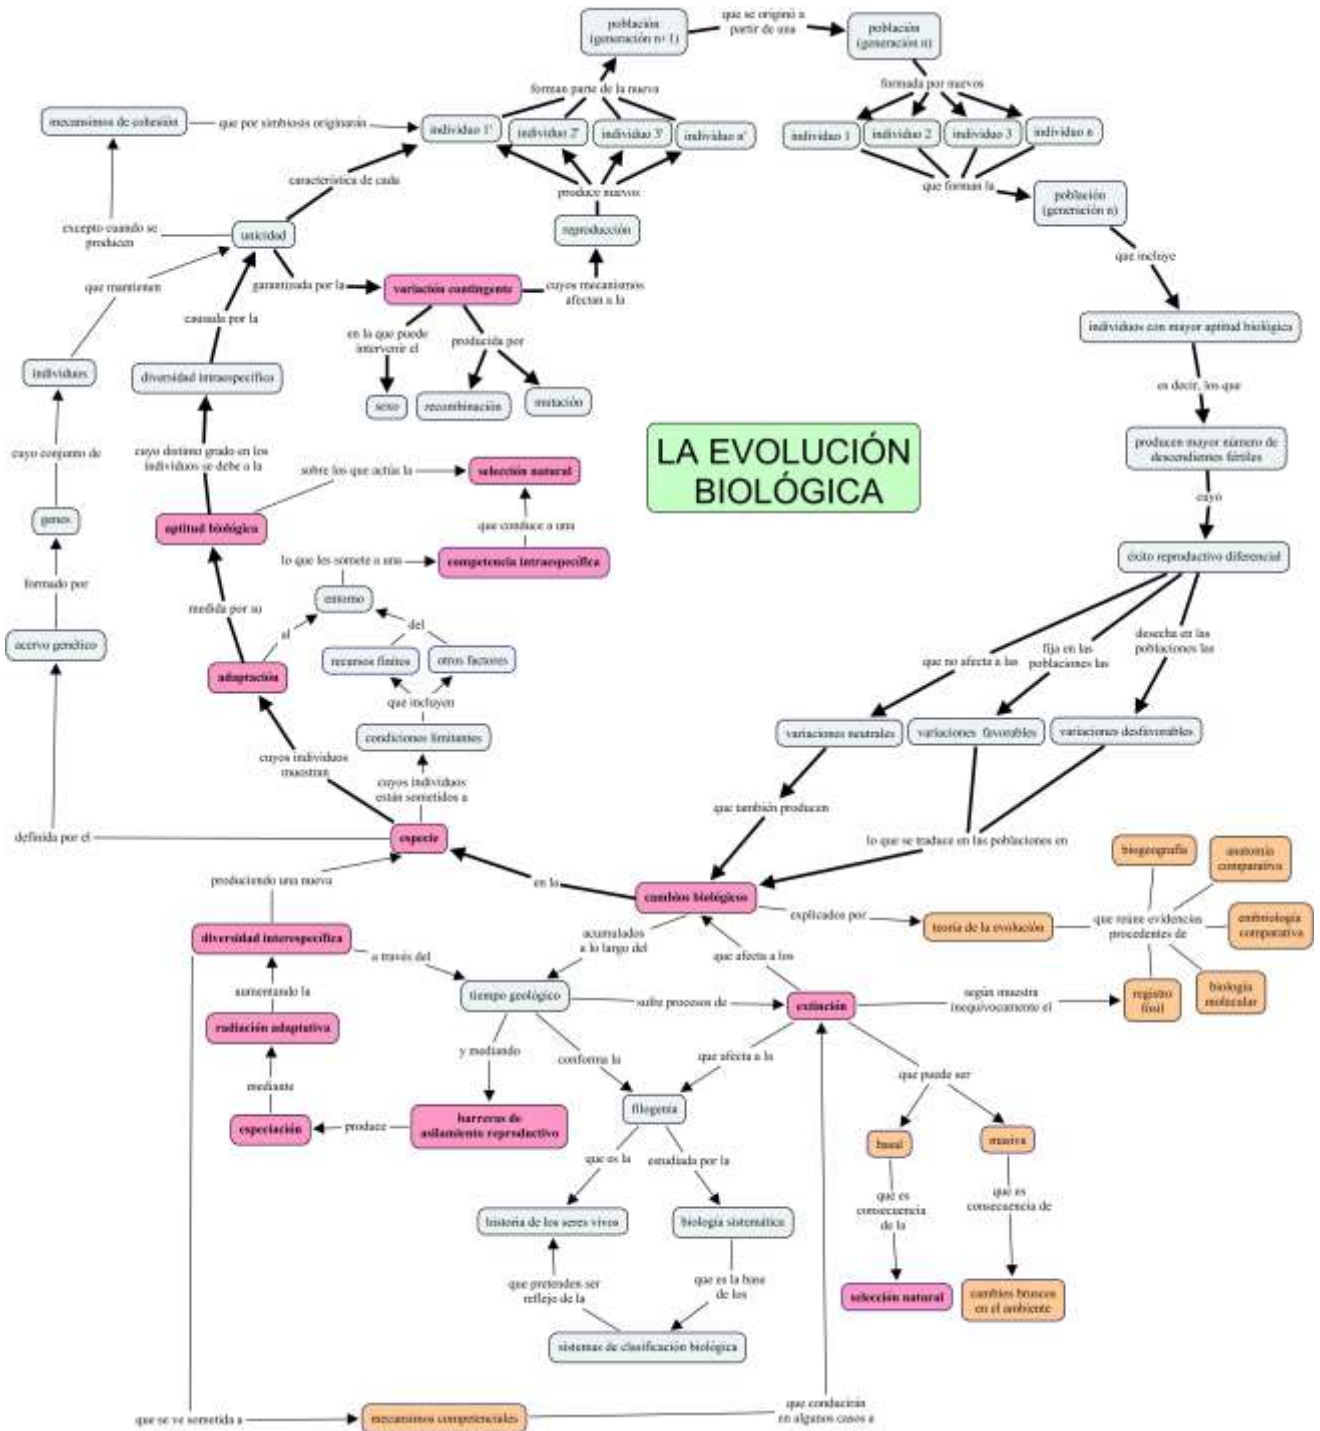 población
(generación n+1)
que se originó a
partir de una
población
(generación n)
forman parte de la nueva
formada por nuevos
mecansimos de cohesión
que por simbiosis originarán
individuo 1'
individuo 2'
individuo 3'
individuo n'
individuo 1
individuo 2
individuo 3
individuo n
característica de cada
produce nuevos
que forman la
población
(generación n)
excepto cuando se
producen
unicidad
reproducción
que incluye
que mantienen
garantizada por la
variación contingente
cuyos mecanismos
afectan a la
causada por la
en la que puede
intervenir el
producida por
individuos con mayor aptitud biológica
individuos
diversidad intraespecífica
sexo
recombinación
mutación
es decir, los que
cuyo conjunto de
cuyo distinto grado en los
individuos se debe a la
sobre los que actúa la
selección natural
LA EVOLUCIÓN
BIOLÓGICA
producen mayor número de
descendientes fértiles
cuyo
genes
aptitud biológica
que conduce a una
lo que les somete a una
competencia intraespecífica
éxito reproductivo diferencial
formado por
medida por su
entorno
al
del
acervo genético
recursos finitos
otros factores
adaptación
que no afecta a las
fija en las
poblaciones las
desecha en las
poblaciones las
que incluyen
condiciones limitantes
variaciones neutrales
variaciones favorables
variaciones desfavorables
cuyos individuos
muestran
cuyos individuos
están sometidos a
que también producen
definida por el
especie
lo que se traduce en las poblaciones en
biogeografía
anatomía
comparativa
produciendo una nueva
en la
cambios biológicos
explicados por
teoría de la evolución
que reúne evidencias
procedentes de
embriología
comparativa
diversidad interespecífica
acumulados
a lo largo del
que afecta a los
a través del
biología
molecular
registro
fósil
aumentando la
tiempo geológico
sufre procesos de
extinción
según muestra
inequívocamente el
radiación adaptativa
y mediando
conforma la
que afecta a la
que puede ser
mediante
filogenia
especiación
produce
barreras de
asilamiento reproductivo
basal
masiva
que es la
estudiada por la
que es
consecuencia
de la
que es
consecuencia de
historia de los seres vivos
biología sistemática
que pretenden ser
reflejo de la
que es la base
de los
selección natural
cambios bruscos
en el ambiente
sistemas de clasificación biológica
que se ve sometida a
mecansimos competenciales
que conducirán
en algunos casos a